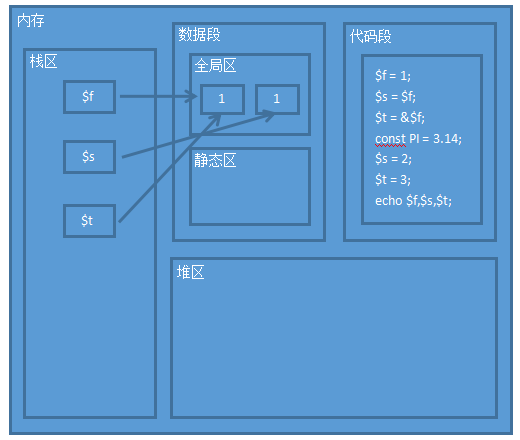 内存
栈区
$f
$s
$t
数据段
全局区
1
1
静态区
代码段
$f = 1;
$s = $f;
$t = &$f;
const PI = 3.14;
$s = 2;
$t = 3;
echo $f,$s,$t;
堆区